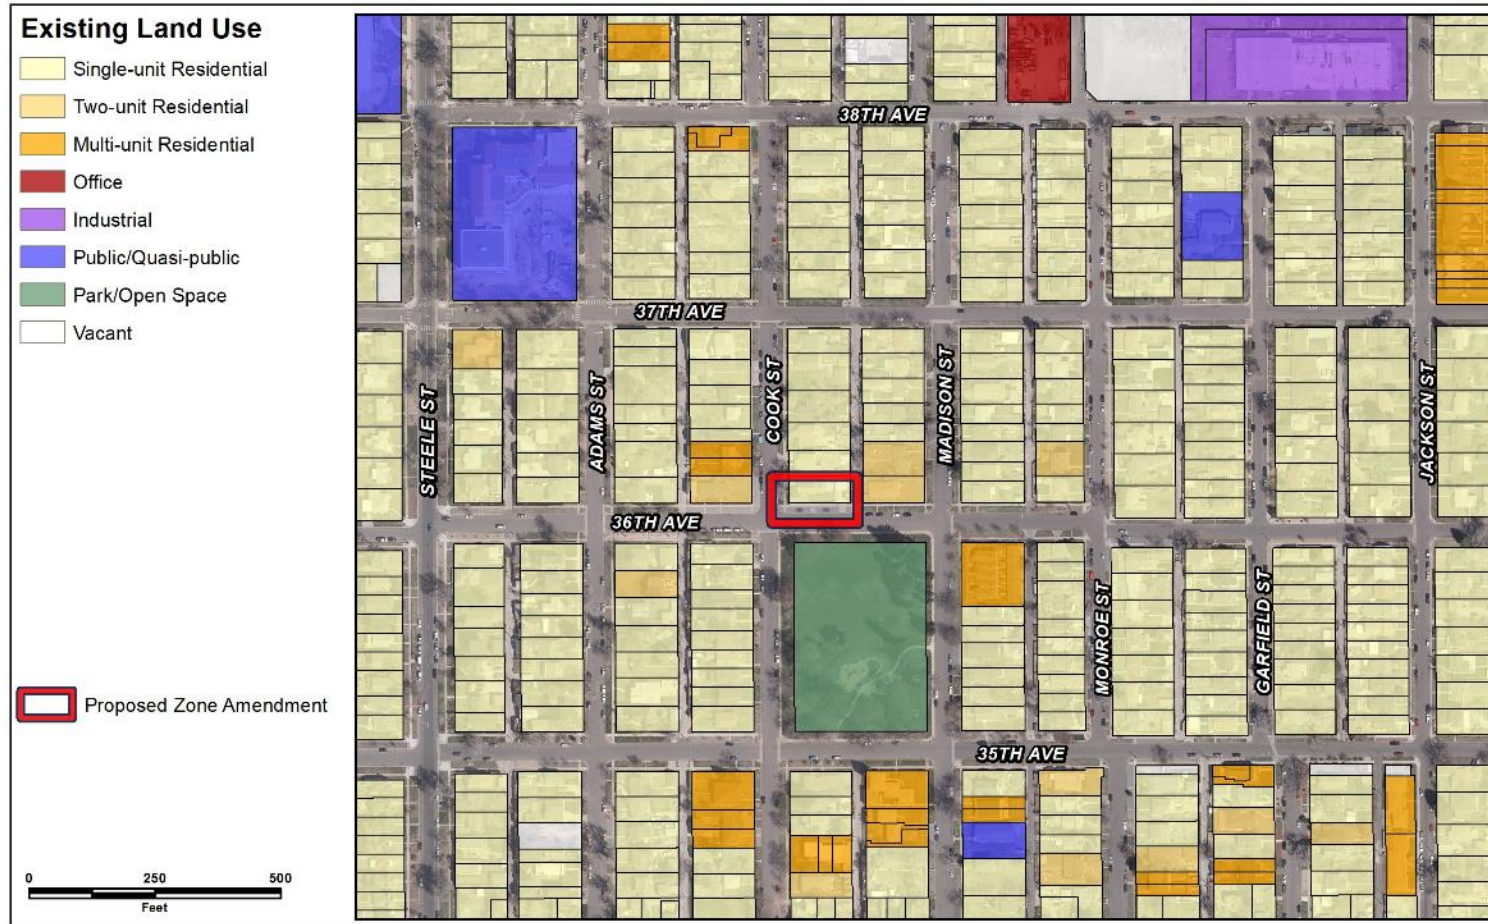 Existing Land Use
Single-unit Residential
Two-unit Residential
Multi-unit Residential
Office
Industrial
Public/Quasi-public
Park/Open Space
Vacant
Proposed Zone Amendment
0 250 500
Feet
38TH AVE
37TH AVE
STEELE ST
ADAMS ST
COOK ST
MADISON ST
JACKSON ST
36TH AVE
MONROE ST
GARFIELD ST
35TH AVE